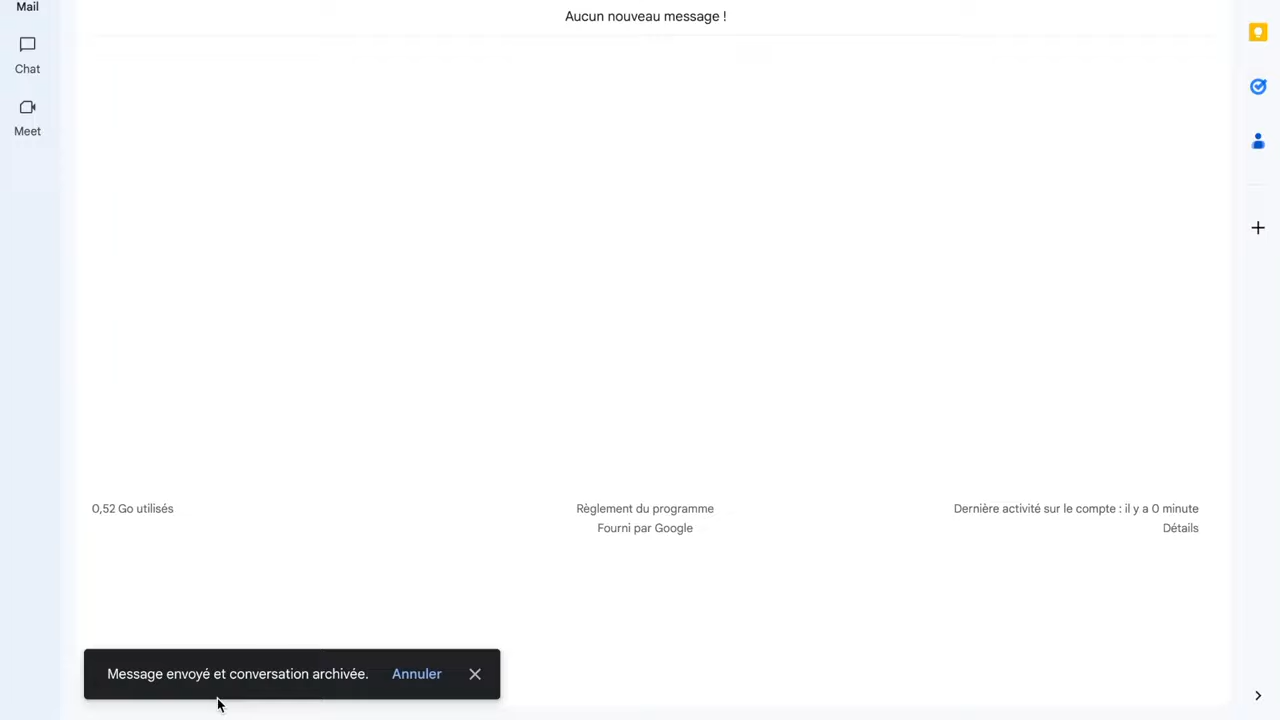 Mail
Aucun nouveau message !
Chat
Meet
0,52 Go utilisés
Règlement du programme
Fourni par Google
Dernière activité sur le compte : il y a 0 minute
Détails
Message envoyé et conversation archivée. Annuler